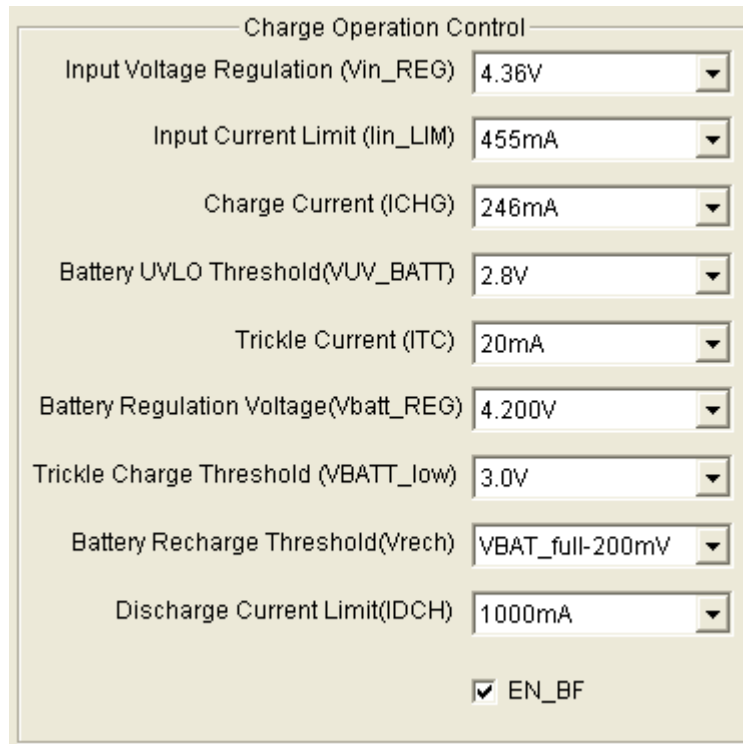 Charge Operation Control
Input Voltage Regulation (Vin_REG) 4.36V
Input Current Limit (Iin_LIM) 455mA
Charge Current (ICHG) 246mA
Battery UVLO Threshold(VUV_BATT) 2.8V
Trickle Current (ITC) 20mA
Battery Regulation Voltage(Vbatt_REG) 4.200V
Trickle Charge Threshold (VBATT_low) 3.0V
Battery Recharge Threshold(Vrech) VBAT_full-200mV
Discharge Current Limit(IDCH) 1000mA
EN_BF